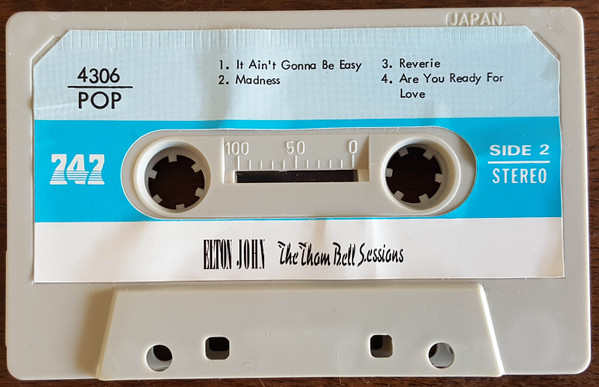 JAPAN
4306
POP
1. It Ain't Gonna Be Easy
2. Madness
3. Reverie
4. Are You Ready For
Love
747
100 50 0
SIDE 2
STEREO
ELTON JOHN The Thom Bell Sessions